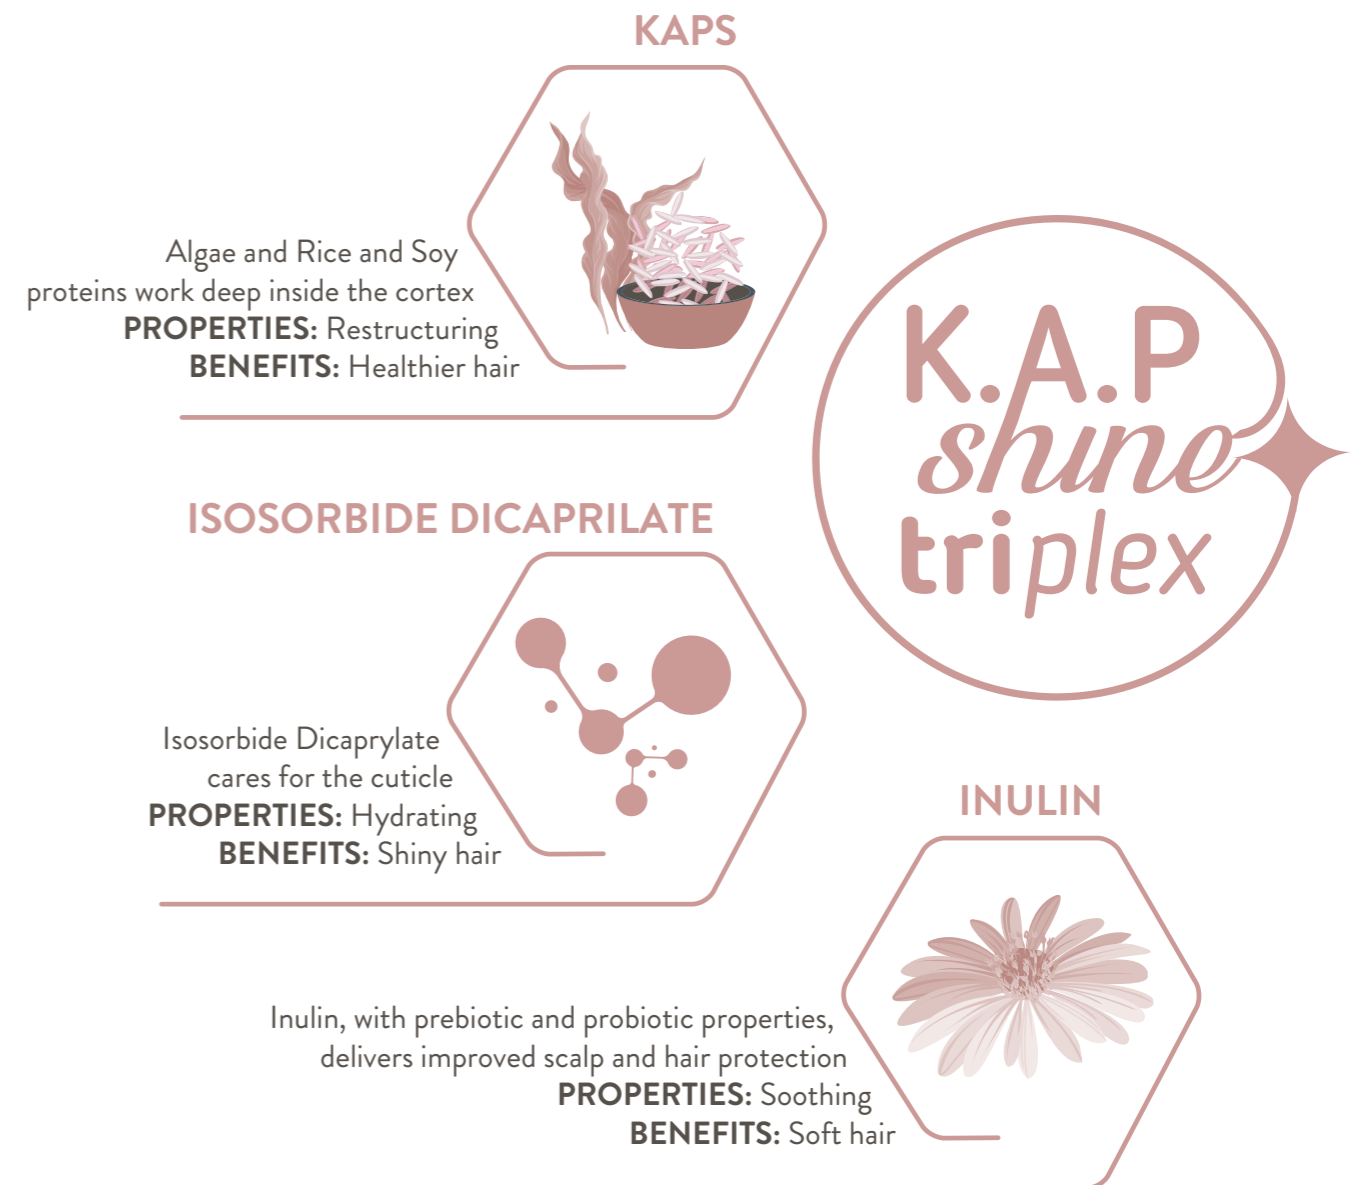 KAPS
Algae and Rice and Soy
proteins work deep inside the cortex
PROPERTIES: Restructuring
BENEFITS: Healthier hair
K.A.P
shine
triplex
ISOSORBIDE DICAPRILATE
Isosorbide Dicaprylate
cares for the cuticle
PROPERTIES: Hydrating
BENEFITS: Shiny hair
INULIN
Inulin, with prebiotic and probiotic properties,
delivers improved scalp and hair protection
PROPERTIES: Soothing
BENEFITS: Soft hair